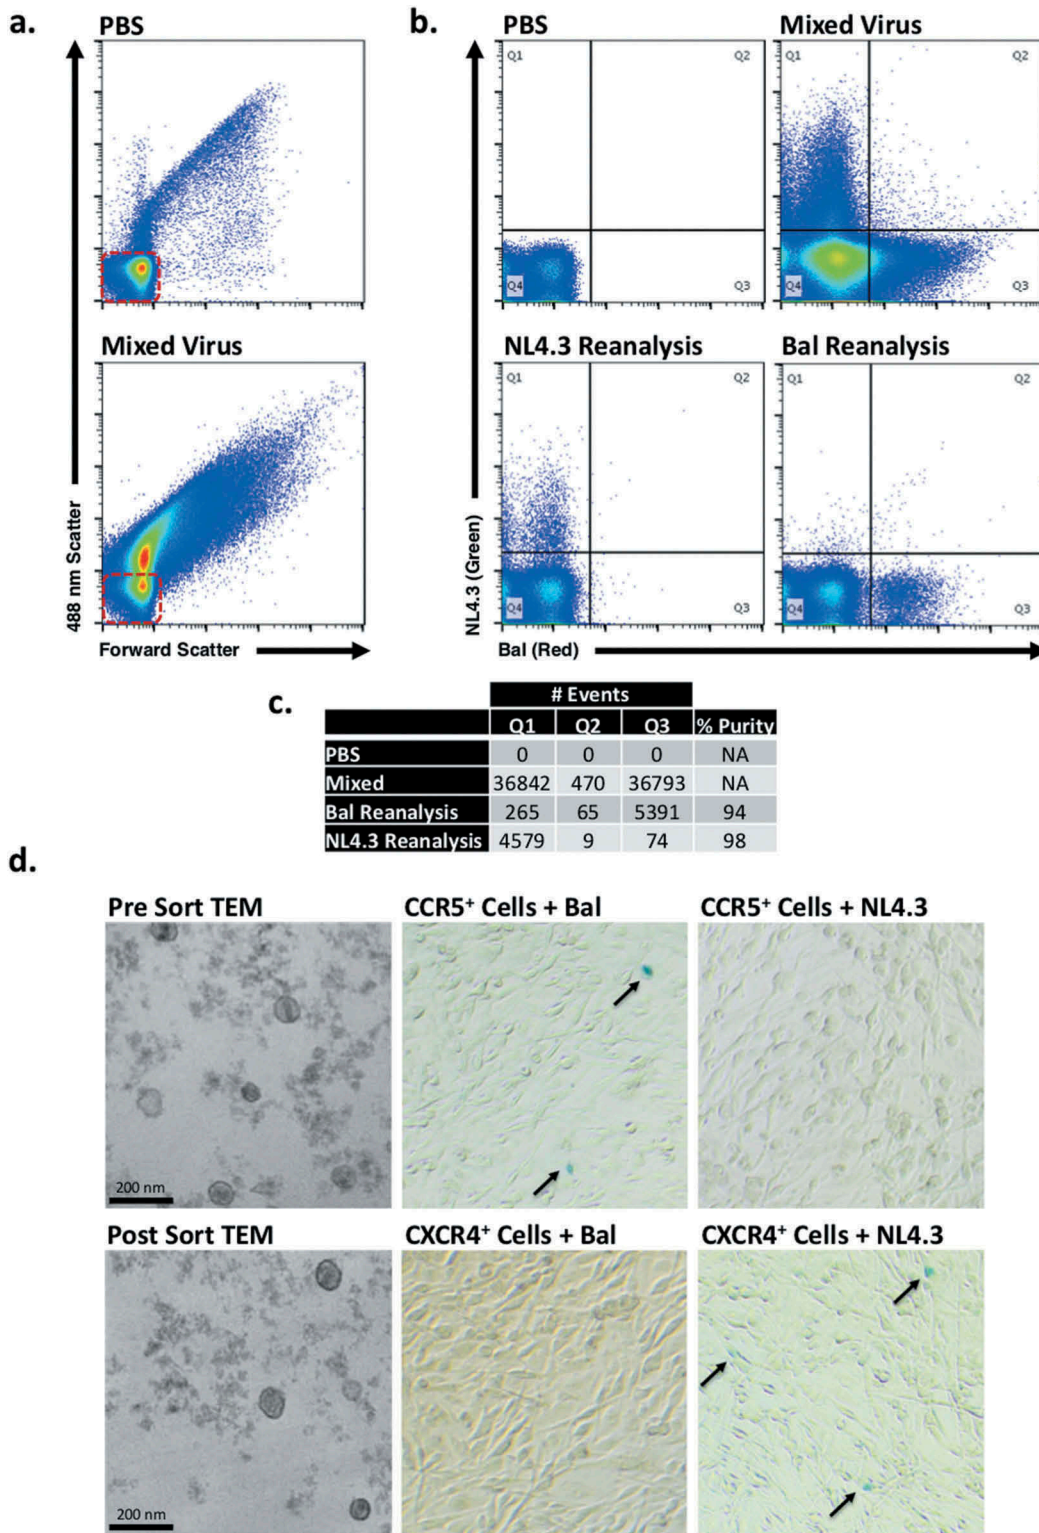 a.
PBS
Mixed Virus
488 nm Scatter
Forward Scatter
b.
PBS
Q1
Q2
Q4
Q3
Mixed Virus
Q1
Q2
Q4
Q3
NL4.3 Reanalysis
Q1
Q2
Q4
Q3
Bal Reanalysis
Q1
Q2
Q4
Q3
NL4.3 (Green)
Bal (Red)
c.
# Events
Q1 Q2 Q3 % Purity
PBS 0 0 0 NA
Mixed 36842 470 36793 NA
Bal Reanalysis 265 65 5391 94
NL4.3 Reanalysis 4579 9 74 98
d.
Pre Sort TEM
200 nm
CCR5⁺ Cells + Bal
CCR5⁺ Cells + NL4.3
Post Sort TEM
200 nm
CXCR4⁺ Cells + Bal
CXCR4⁺ Cells + NL4.3